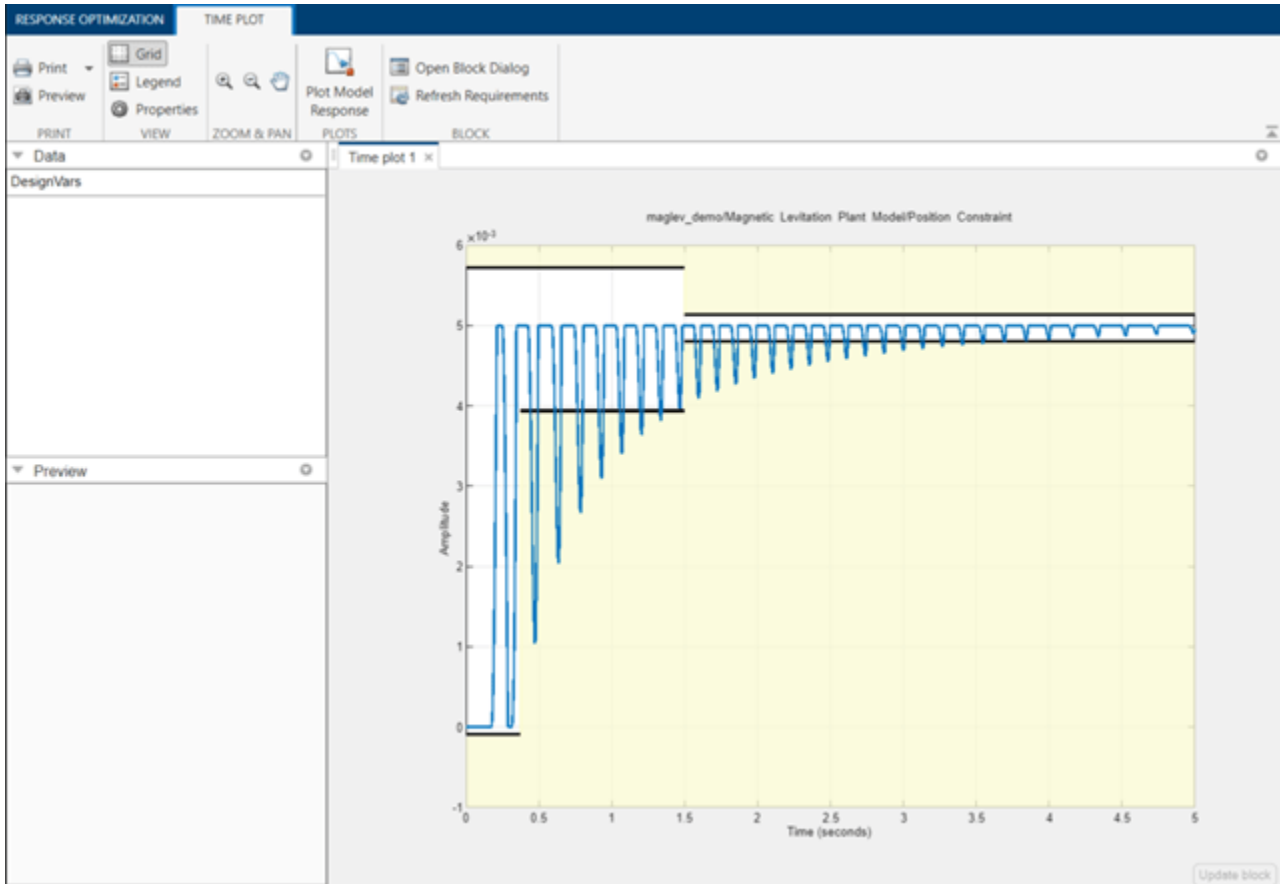 RESPONSE OPTIMIZATION TIME PLOT
Print Grid Open Block Dialog
Preview Legend Plot Model Refresh Requirements
Properties Response
PRINT VIEW ZOOM & PAN PLOTS BLOCK
Data
DesignVars
Preview
Time plot 1 ×
maglev_demo/Magnetic Levitation Plant Model/Position Constraint
×10-3
6
5
4
3
2
1
0
-1
Amplitude
0 0.5 1 1.5 2 2.5 3 3.5 4 4.5 5
Time (seconds)
Update block